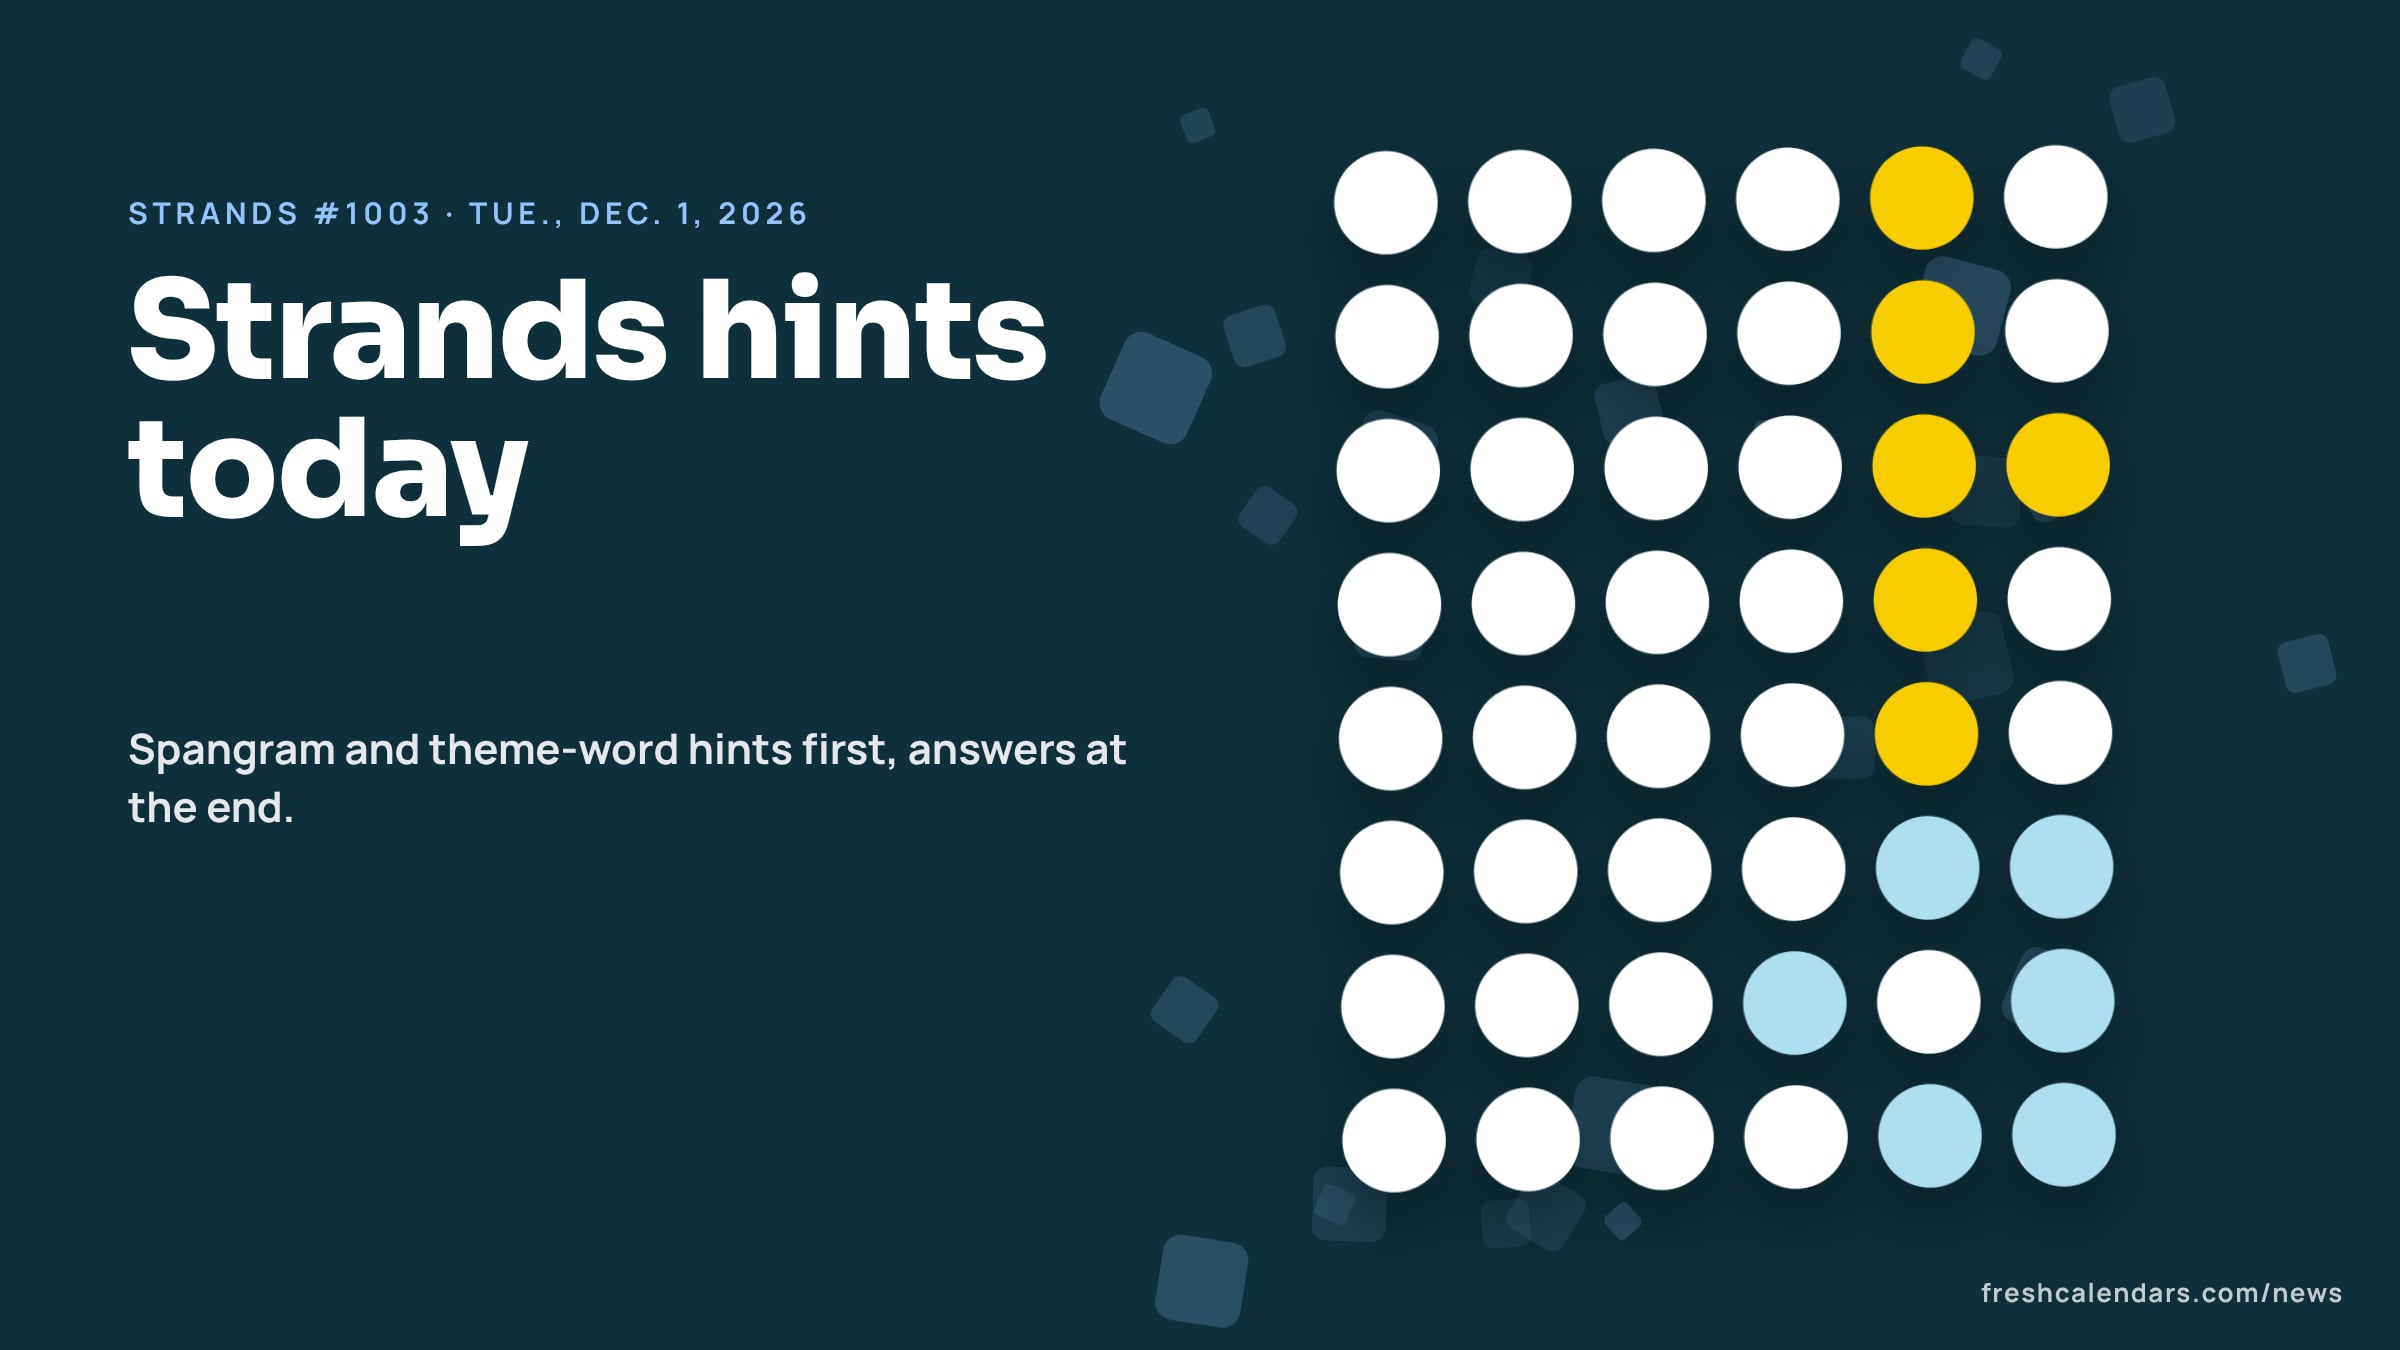 STRANDS #1003 · TUE., DEC. 1, 2026
Strands hints
today
Spangram and theme-word hints first, answers at
the end.
freshcalendars.com/news